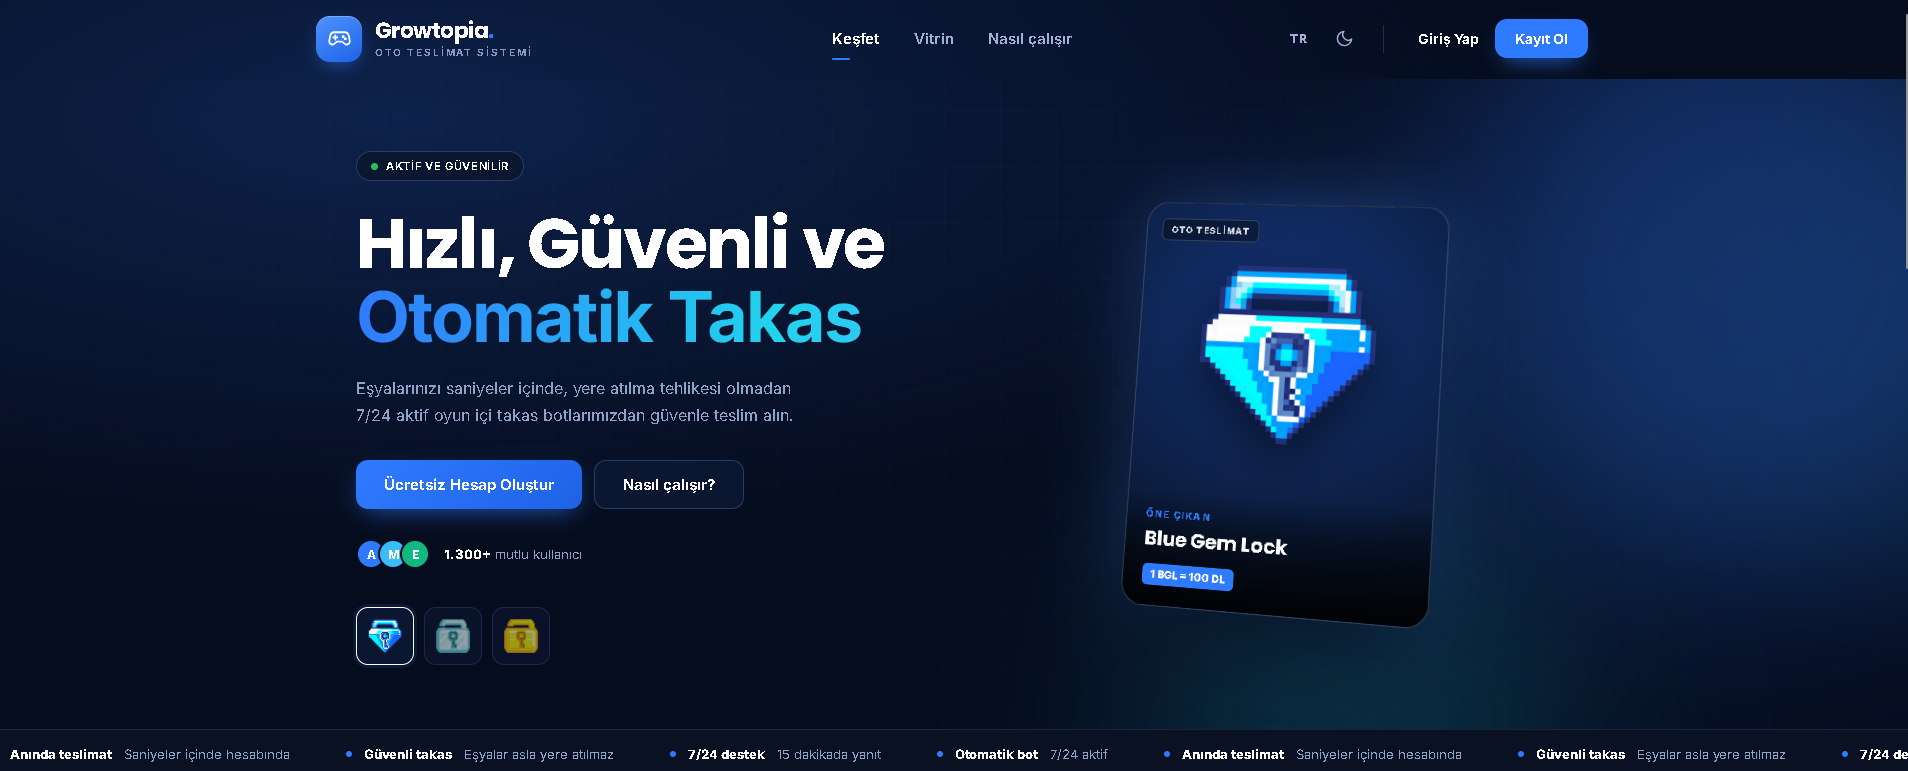 Growtopia.
OTO TESLİMAT SİSTEMİ
Keşfet
Vitrin
Nasıl çalışır
TR
Giriş Yap
Kayıt Ol
AKTİF VE GÜVENİLİR
Hızlı, Güvenli ve
Otomatik Takas
Eşyalarınızı saniyeler içinde, yere atılma tehlikesi olmadan
7/24 aktif oyun içi takas botlarımızdan güvenle teslim alın.
Ücretsiz Hesap Oluştur
Nasıl çalışır?
A M E
1.300+ mutlu kullanıcı
OTO TESLİMAT
ÖNE ÇIKAN
Blue Gem Lock
1 BGL = 100 DL
Anında teslimat Saniyeler içinde hesabında • Güvenli takas Eşyalar asla yere atılmaz • 7/24 destek 15 dakikada yanıt • Otomatik bot 7/24 aktif • Anında teslimat Saniyeler içinde hesabında • Güvenli takas Eşyalar asla yere atılmaz • 7/24 de